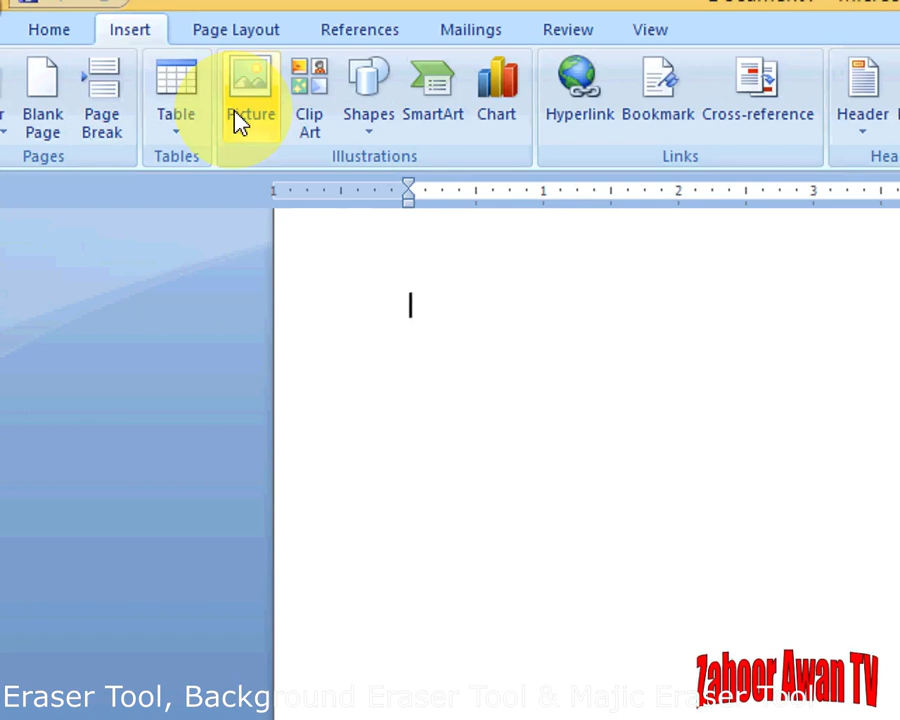 Home Insert Page Layout References Mailings Review View
Blank Page
Page Break
Table
Picture
Clip Art
Shapes
SmartArt
Chart
Hyperlink
Bookmark
Cross-reference
Header
Pages
Tables
Illustrations
Links
Hea
1 1 2 3
Zahoor Awan TV
Eraser Tool, Background Eraser Tool & Majic Eraser Tool